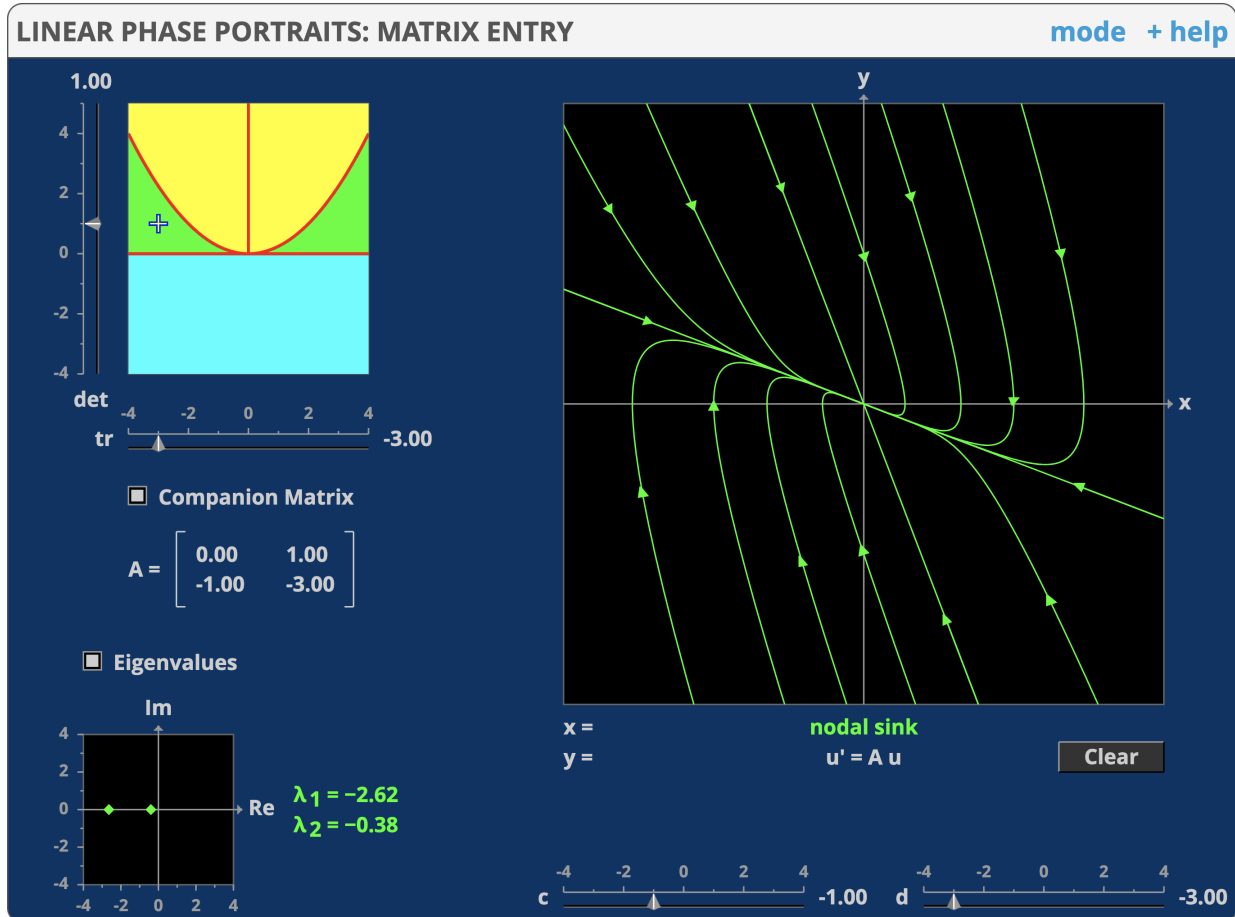 LINEAR PHASE PORTRAITS: MATRIX ENTRY mode + help
1.00
4
2
0
-2
-4
det
-4 -2 0 2 4
tr -3.00
Companion Matrix
A =
0.00 1.00
-1.00 -3.00
Eigenvalues
Im
4
2
0
-2
-4
-4 -2 0 2 4
Re
λ1 = −2.62
λ2 = −0.38
y
x
x = nodal sink
y = u' = A u Clear
-4 -2 0 2 4
c -1.00
-4 -2 0 2 4
d -3.00